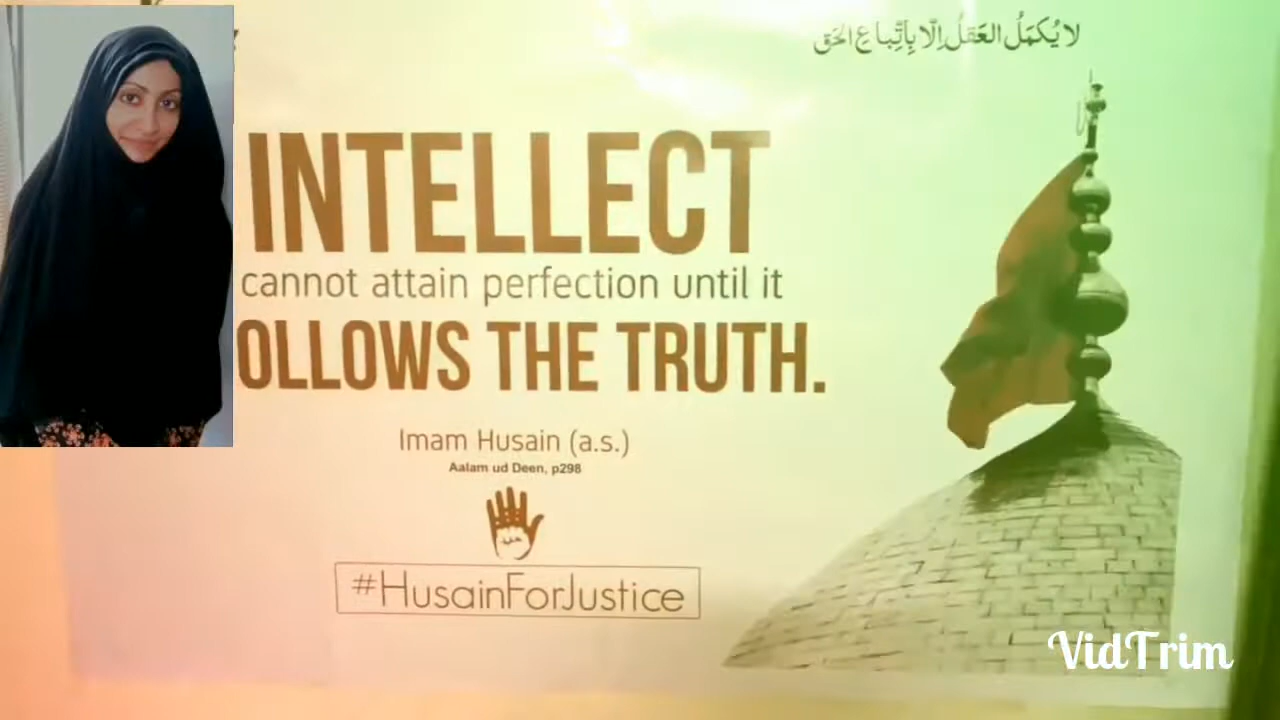 لا يُكمَلُ العَقلُ إلّا بِاتِّباعِ الحَق
INTELLECT
cannot attain perfection until it
OLLOWS THE TRUTH.
Imam Husain (a.s.)
Aalam ud Deen, p298
#HusainForJustice
VidTrim